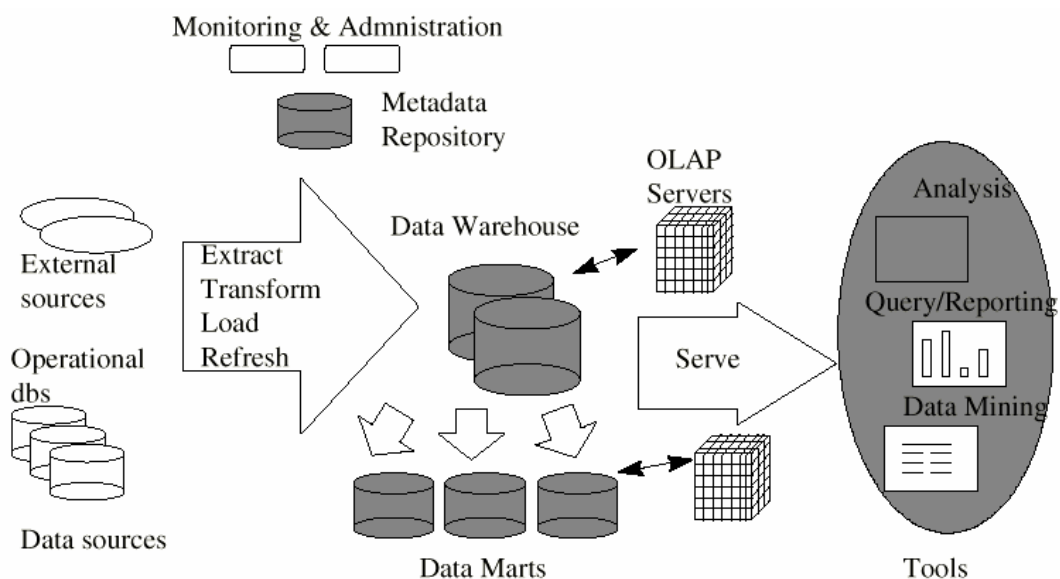 Monitoring & Admnistration
Metadata
Repository
OLAP
Servers
Analysis
Data Warehouse
External
sources
Extract
Transform
Load
Refresh
Query/Reporting
Operational
dbs
Serve
Data Mining
Data sources
Data Marts
Tools